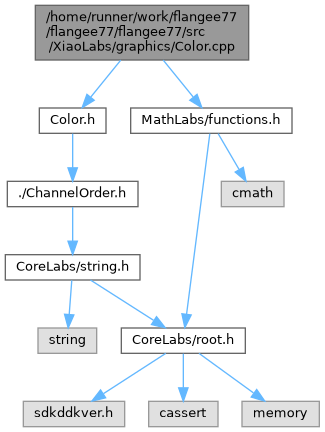 /home/runner/work/flangee77
/flangee77/flangee77/src
/XiaoLabs/graphics/Color.cpp
Color.h
MathLabs/functions.h
./ChannelOrder.h
cmath
CoreLabs/string.h
string
CoreLabs/root.h
sdkddkver.h
cassert
memory